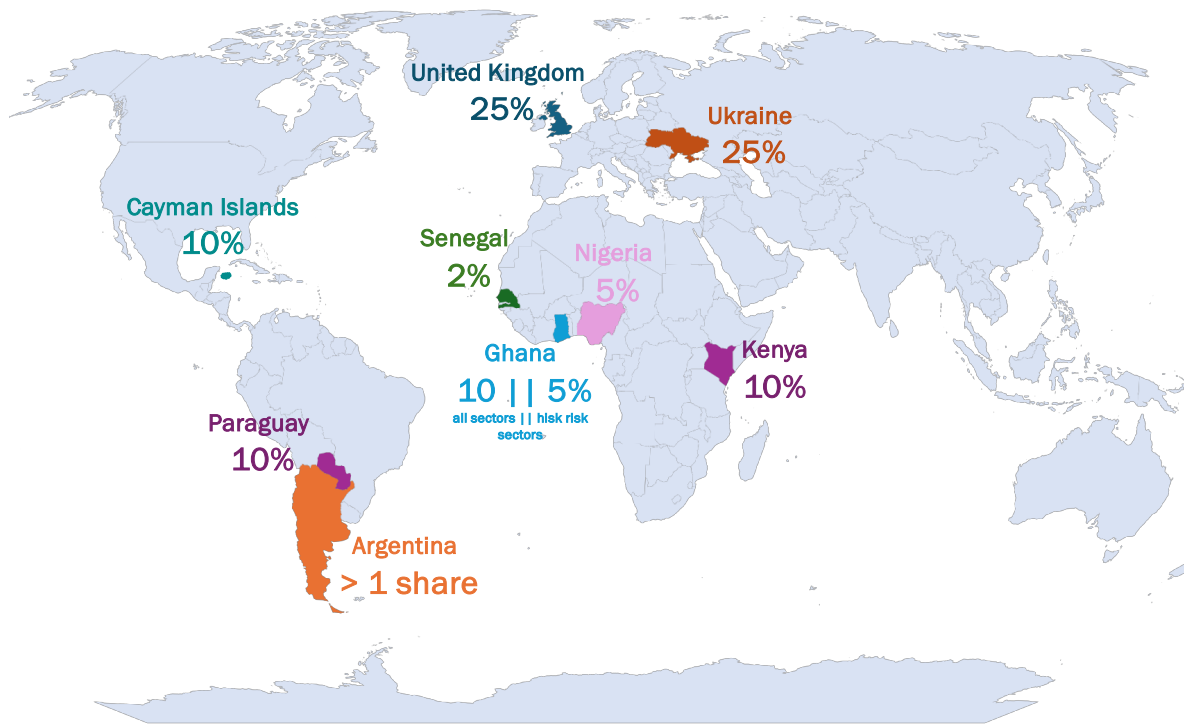 United Kingdom
25%
Ukraine
25%
Cayman Islands
10%
Senegal
2%
Nigeria
5%
Ghana
10 || 5%
all sectors || hisk risk
sectors
Kenya
10%
Paraguay
10%
Argentina
> 1 share